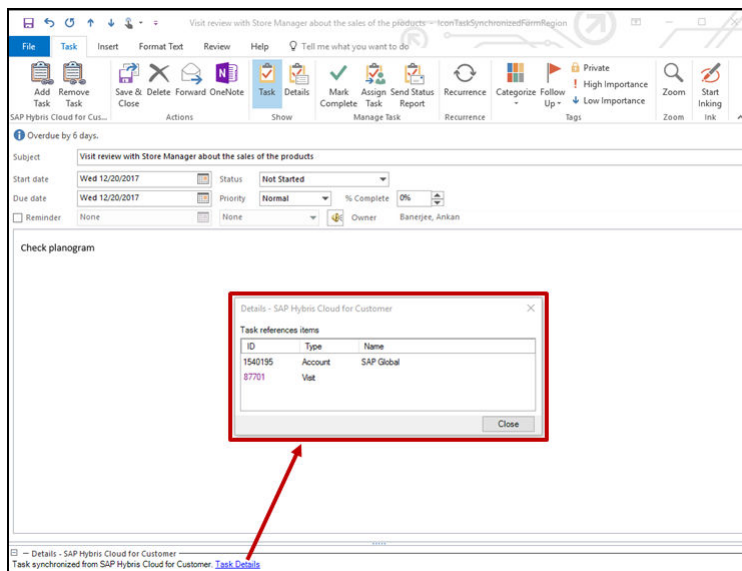 Visit review with Store Manager about the sales of the products – IconTaskSynchronizedFormRegion
File Task Insert Format Text Review Help Tell me what you want to do
Add Task Remove Task Save & Close Delete Forward OneNote Task Details Mark Complete Assign Task Send Status Report Recurrence Categorize Follow Up Private
High Importance
Low Importance
Zoom Start Inking
SAP Hybris Cloud for Cus... Actions Show Manage Task Recurrence Tags Zoom Ink
Overdue by 6 days.
Subject Visit review with Store Manager about the sales of the products
Start date Wed 12/20/2017 Status Not Started
Due date Wed 12/20/2017 Priority Normal % Complete 0%
Reminder None None Owner Banerjee, Ankan
Check planogram
Details - SAP Hybris Cloud for Customer
Task references items
ID Type Name
1540195 Account SAP Global
87701 Visit
Close
Details - SAP Hybris Cloud for Customer
Task synchronized from SAP Hybris Cloud for Customer. Task Details